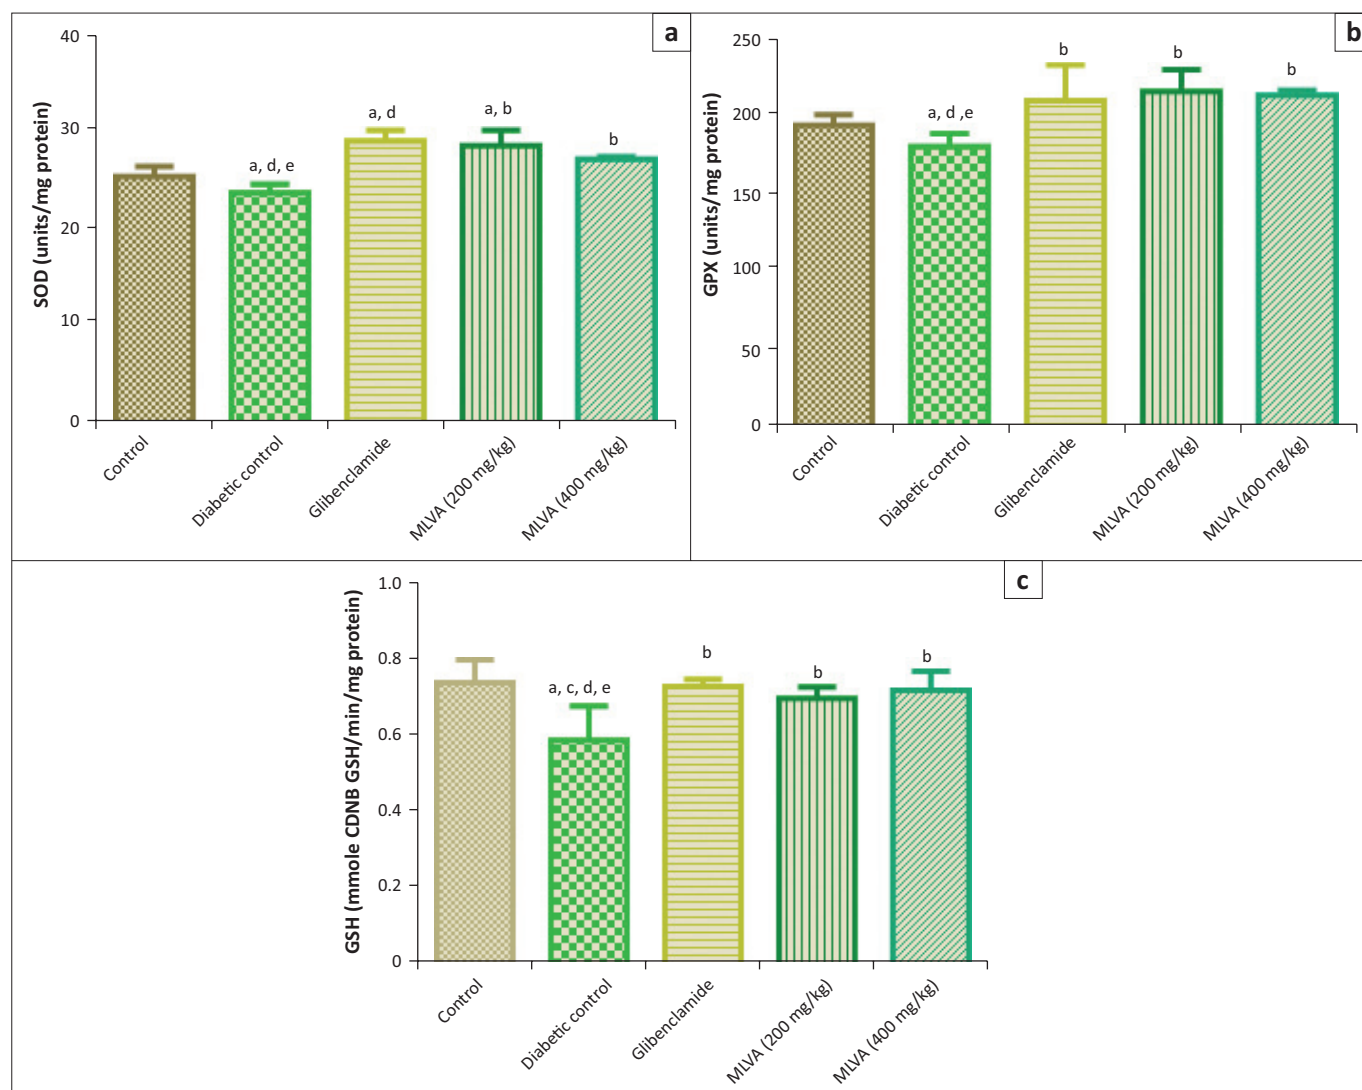 a
SOD (units/mg protein)
40
30
20
10
0
a, d, e
a, d
a, b
b
Control
Diabetic control
Glibenclamide
MLVA (200 mg/kg)
MLVA (400 mg/kg)
b
GPX (units/mg protein)
250
200
150
100
50
0
a, d ,e
b
b
b
Control
Diabetic control
Glibenclamide
MLVA (200 mg/kg)
MLVA (400 mg/kg)
c
GSH (mmole CDNB GSH/min/mg protein)
1.0
0.8
0.6
0.4
0.2
0
a, c, d, e
b
b
b
Control
Diabetic control
Glibenclamide
MLVA (200 mg/kg)
MLVA (400 mg/kg)